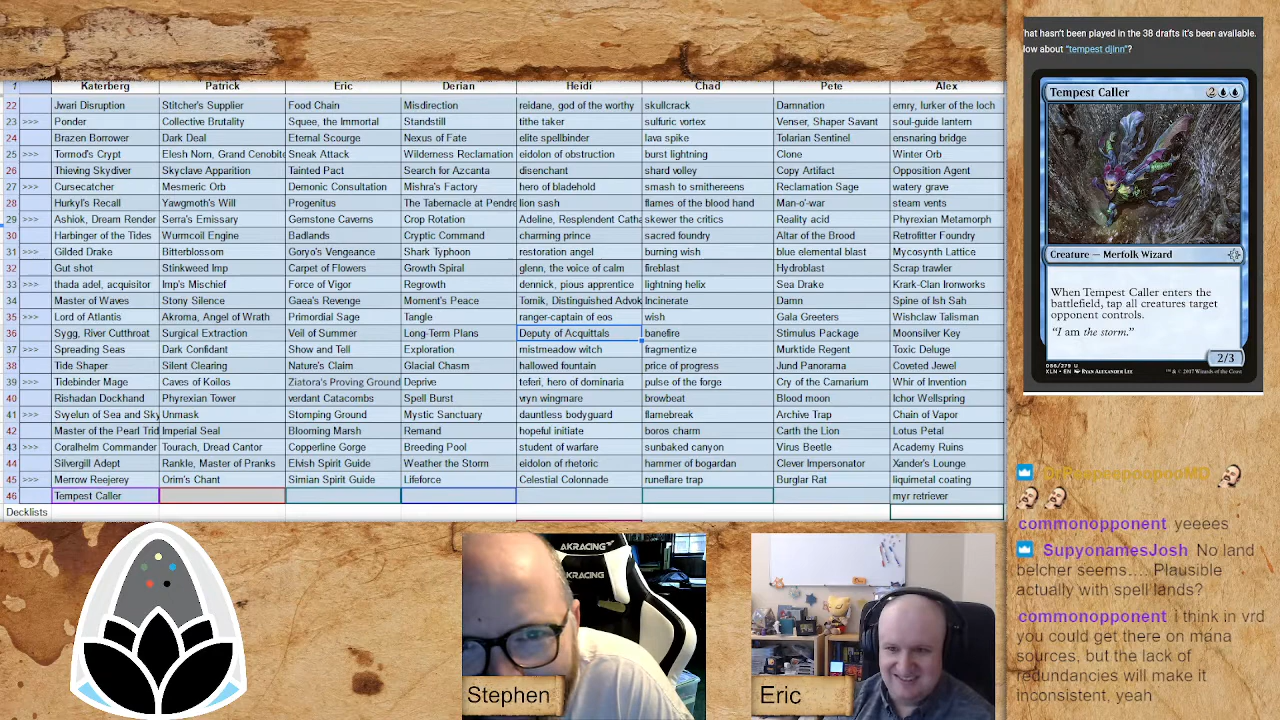 1 Katerberg Patrick Eric Derian Heidi Chad Pete Alex
22 Jwari Disruption Stitcher's Supplier Food Chain Misdirection reidane, god of the worthy skullcrack Damnation emry, lurker of the loch
23 >>> Ponder Collective Brutality Squee, the Immortal Standstill tithe taker sulfuric vortex Venser, Shaper Savant soul-guide lantern
24 Brazen Borrower Dark Deal Eternal Scourge Nexus of Fate elite spellbinder lava spike Tolarian Sentinel ensnaring bridge
25 >>> Tormod's Crypt Elesh Norn, Grand Cenobite Sneak Attack Wilderness Reclamation eidolon of obstruction burst lightning Clone Winter Orb
26 Thieving Skydiver Skyclave Apparition Tainted Pact Search for Azcanta disenchant shard volley Copy Artifact Opposition Agent
27 >>> Cursecatcher Mesmeric Orb Demonic Consultation Mishra's Factory hero of bladehold smash to smithereens Reclamation Sage watery grave
28 Hurkyl's Recall Yawgmoth's Will Progenitus The Tabernacle at Pendre lion sash flames of the blood hand Man-o'-war steam vents
29 >>> Ashiok, Dream Render Serra's Emissary Gemstone Caverns Crop Rotation Adeline, Resplendent Catha skewer the critics Reality acid Phyrexian Metamorph
30 Harbinger of the Tides Wurmcoil Engine Badlands Cryptic Command charming prince sacred foundry Altar of the Brood Retrofitter Foundry
31 >>> Gilded Drake Bitterblossom Goryo's Vengeance Shark Typhoon restoration angel burning wish blue elemental blast Mycosynth Lattice
32 Gut shot Stinkweed Imp Carpet of Flowers Growth Spiral glenn, the voice of calm fireblast Hydroblast Scrap trawler
33 >>> thada adel, acquisitor Imp's Mischief Force of Vigor Regrowth dennick, pious apprentice lightning helix Sea Drake Krark-Clan Ironworks
34 Master of Waves Stony Silence Gaea's Revenge Moment's Peace Tomik, Distinguished Advok Incinerate Damn Spine of Ish Sah
35 >>> Lord of Atlantis Akroma, Angel of Wrath Primordial Sage Tangle ranger-captain of eos wish Gala Greeters Wishclaw Talisman
36 Sygg, River Cutthroat Surgical Extraction Veil of Summer Long-Term Plans Deputy of Acquittals banefire Stimulus Package Moonsilver Key
37 >>> Spreading Seas Dark Confidant Show and Tell Exploration mistmeadow witch fragmentize Murktide Regent Toxic Deluge
38 Tide Shaper Silent Clearing Nature's Claim Glacial Chasm hallowed fountain price of progress Jund Panorama Coveted Jewel
39 >>> Tidebinder Mage Caves of Koilos Ziatora's Proving Ground Deprive teferi, hero of dominaria pulse of the forge Cry of the Carnarium Whir of Invention
40 Rishadan Dockhand Phyrexian Tower verdant Catacombs Spell Burst vryn wingmare browbeat Blood moon Ichor Wellspring
41 >>> Svyelun of Sea and Sky Unmask Stomping Ground Mystic Sanctuary dauntless bodyguard flamebreak Archive Trap Chain of Vapor
42 Master of the Pearl Trid Imperial Seal Blooming Marsh Remand hopeful initiate boros charm Carth the Lion Lotus Petal
43 >>> Coralhelm Commander Tourach, Dread Cantor Copperline Gorge Breeding Pool student of warfare sunbaked canyon Virus Beetle Academy Ruins
44 Silvergill Adept Rankle, Master of Pranks Elvish Spirit Guide Weather the Storm eidolon of rhetoric hammer of bogardan Clever Impersonator Xander's Lounge
45 >>> Merrow Reejerey Orim's Chant Simian Spirit Guide Lifeforce Celestial Colonnade runeflare trap Burglar Rat liquimetal coating
46 Tempest Caller myr retriever
Decklists
hat hasn't been played in the 38 drafts it's been available.
low about "tempest djinn"?
Tempest Caller 2
Creature — Merfolk Wizard
When Tempest Caller enters the
battlefield, tap all creatures target
opponent controls.
"I am the storm."
2/3
086/279 U
XLN • EN RYAN ALEXANDER LEE ™ & © 2017 Wizards of the Coast
DrPoopeepoopooMD
commonopponent yeeees
SupyonamesJosh No land
belcher seems..... Plausible
actually with spell lands?
commonopponent i think in vrd
you could get there on mana
sources, but the lack of
redundancies will make it
inconsistent, yeah
AKRACING
AKRACING
Stephen
Eric